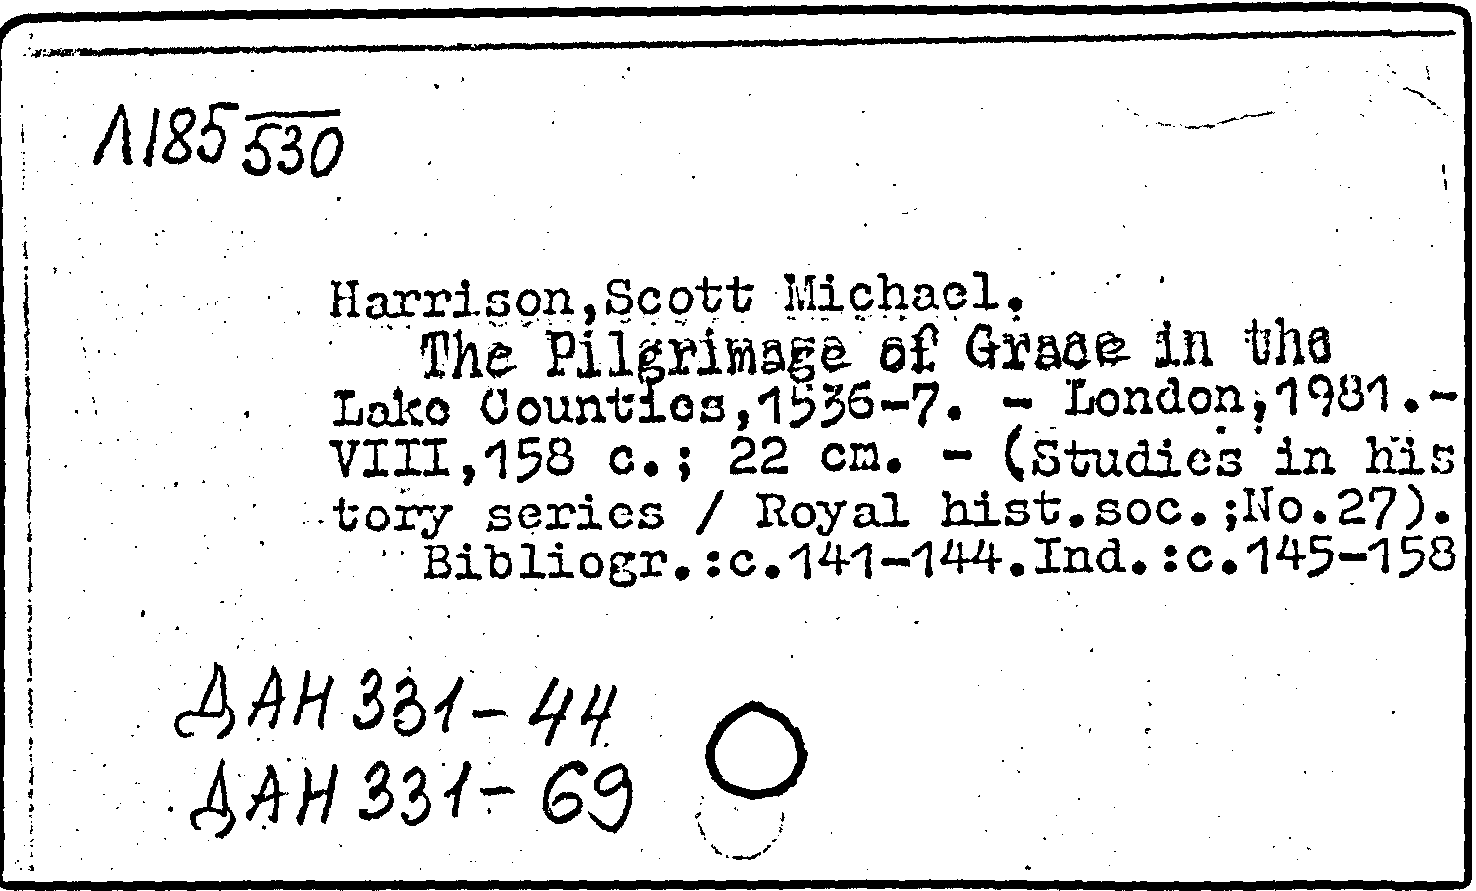 Л185 530
Harrison,Scott Michael.
The Pilgrimage of Grace in the
Lake Counties,1536-7. - London,1981.-
VIII,158 c.; 22 cm. - (Studies in his
tory series / Royal hist.soc.;No.27).
Bibliogr.:c.141-144.Ind.:c.145-158
ДАН 331-44
ДАН 331-69